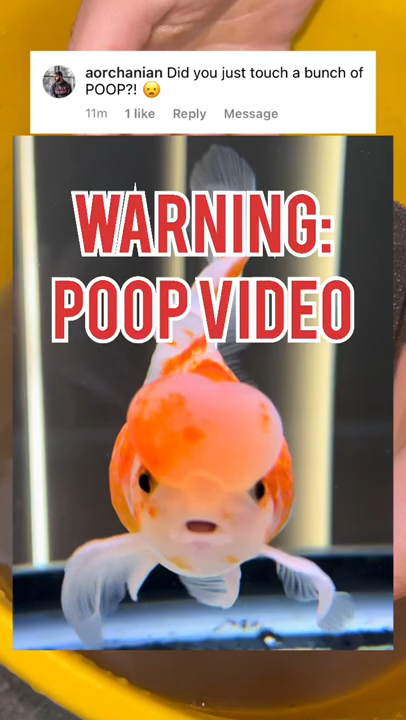 aorchanian Did you just touch a bunch of
POOP?! 😦
11m 1 like Reply Message
WARNING:
POOP VIDEO